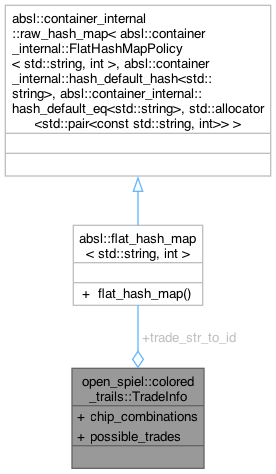 absl::container_internal
::raw_hash_map< absl::container
_internal::FlatHashMapPolicy
< std::string, int >, absl::container
_internal::hash_default_hash<std::
string>, absl::container_internal::
hash_default_eq<std::string>, std::allocator
<std::pair<const std::string, int>> >
absl::flat_hash_map
< std::string, int >
+ flat_hash_map()
+trade_str_to_id
open_spiel::colored
_trails::TradeInfo
+ chip_combinations
+ possible_trades